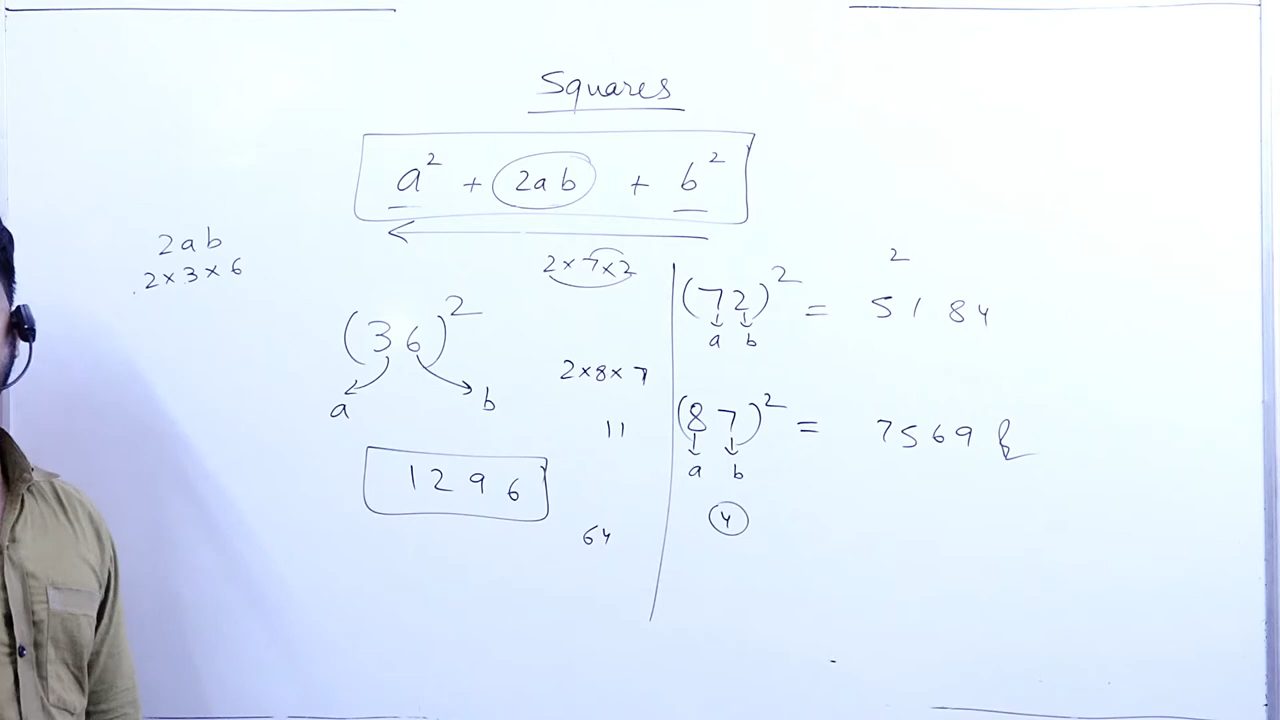 Squares
a² + 2ab + b²
2ab
2×3×6
(36)²
a b
1296
2×7×2
2
(72)² = 5184
a b
2×8×7
11
(87)² = 7569
a b
4
64